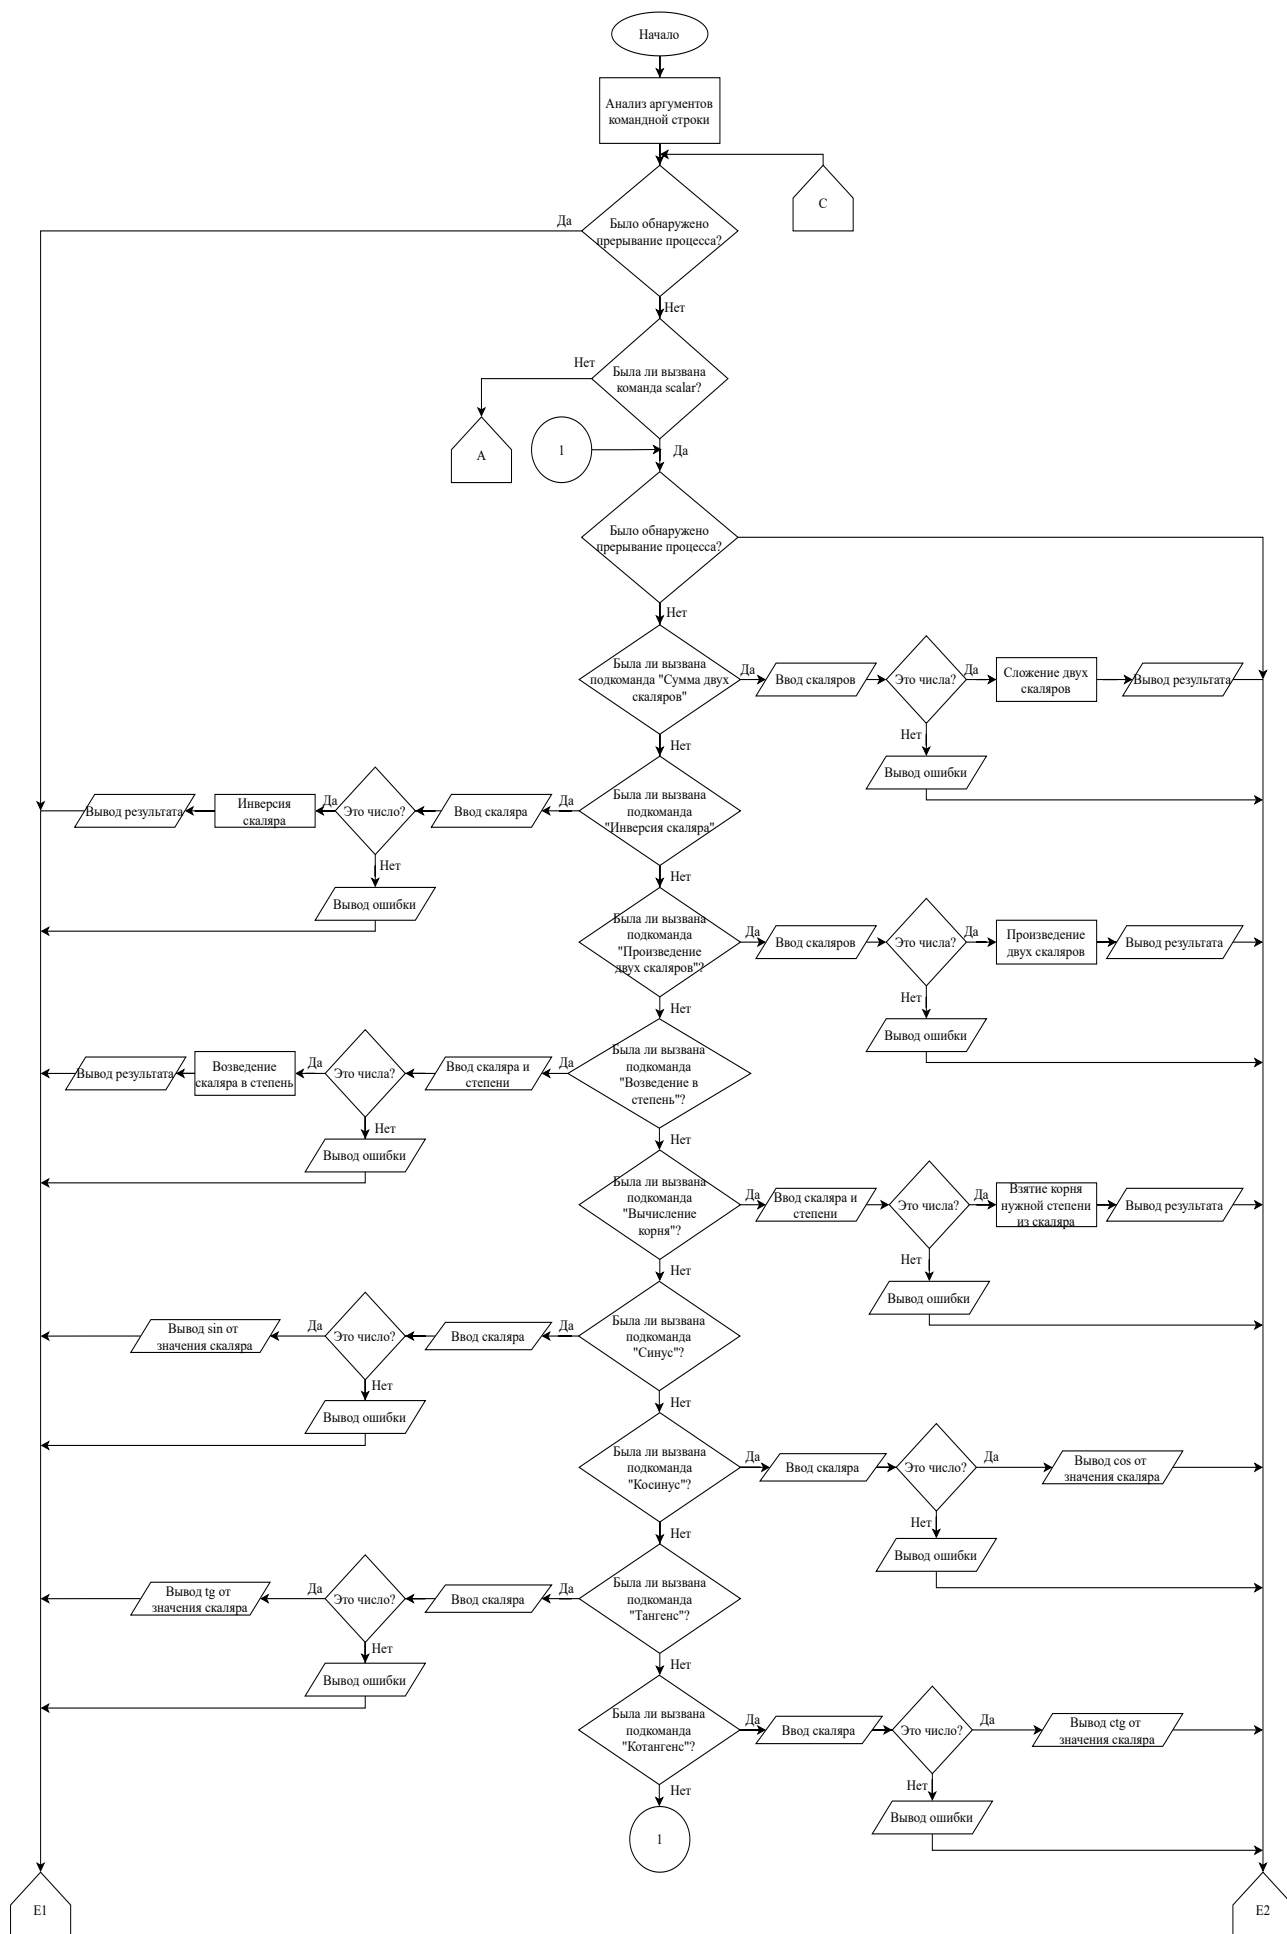 Начало
Анализ аргументов
командной строки
C
Да
Было обнаружено
прерывание процесса?
Нет
Нет
Была ли вызвана
команда scalar?
A
1
Да
Было обнаружено
прерывание процесса?
Нет
Была ли вызвана
подкоманда "Сумма двух
скаляров"
Да
Ввод скаляров
Это числа?
Да
Сложение двух
скаляров
Вывод результата
Нет
Вывод ошибки
Нет
Была ли вызвана
подкоманда
"Инверсия скаляра"
Да
Ввод скаляра
Это число?
Да
Инверсия
скаляра
Вывод результата
Нет
Вывод ошибки
Нет
Была ли вызвана
подкоманда
"Произведение
двух скаляров"?
Да
Ввод скаляров
Это числа?
Да
Произведение
двух скаляров
Вывод результата
Нет
Вывод ошибки
Нет
Была ли вызвана
подкоманда
"Возведение в
степень"?
Да
Ввод скаляра и
степени
Это числа?
Да
Возведение
скаляра в степень
Вывод результата
Нет
Вывод ошибки
Нет
Была ли вызвана
подкоманда
"Вычисление
корня"?
Да
Ввод скаляра и
степени
Это числа?
Да
Взятие корня
нужной степени
из скаляра
Вывод результата
Нет
Вывод ошибки
Нет
Была ли вызвана
подкоманда
"Синус"?
Да
Ввод скаляра
Это число?
Да
Вывод sin от
значения скаляра
Нет
Вывод ошибки
Нет
Была ли вызвана
подкоманда
"Косинус"?
Да
Ввод скаляра
Это число?
Да
Вывод cos от
значения скаляра
Нет
Вывод ошибки
Нет
Была ли вызвана
подкоманда
"Тангенс"?
Да
Ввод скаляра
Это число?
Да
Вывод tg от
значения скаляра
Нет
Вывод ошибки
Нет
Была ли вызвана
подкоманда
"Котангенс"?
Да
Ввод скаляра
Это число?
Да
Вывод ctg от
значения скаляра
Нет
Вывод ошибки
Нет
1
E1
E2